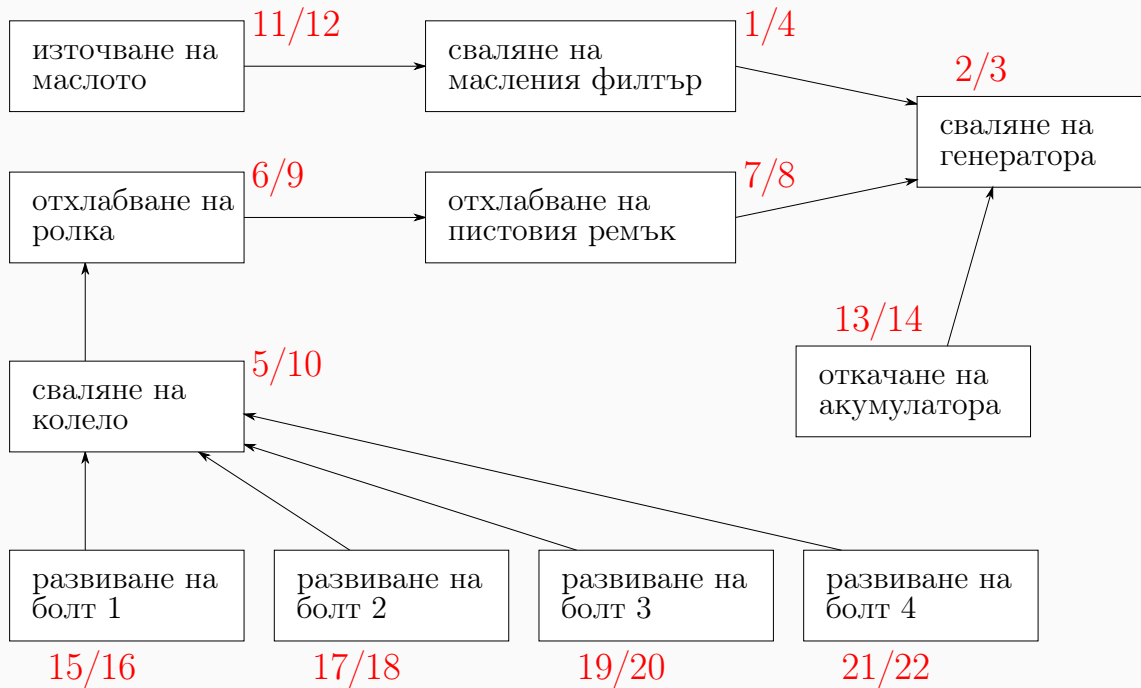 11/12
1/4
източване на
маслото
сваляне на
масления филтър
2/3
сваляне на
генератора
6/9
7/8
отхлабване на
ролка
отхлабване на
пистовия ремък
13/14
5/10
сваляне на
колело
откачане на
акумулатора
развиване на
болт 1
развиване на
болт 2
развиване на
болт 3
развиване на
болт 4
15/16
17/18
19/20
21/22